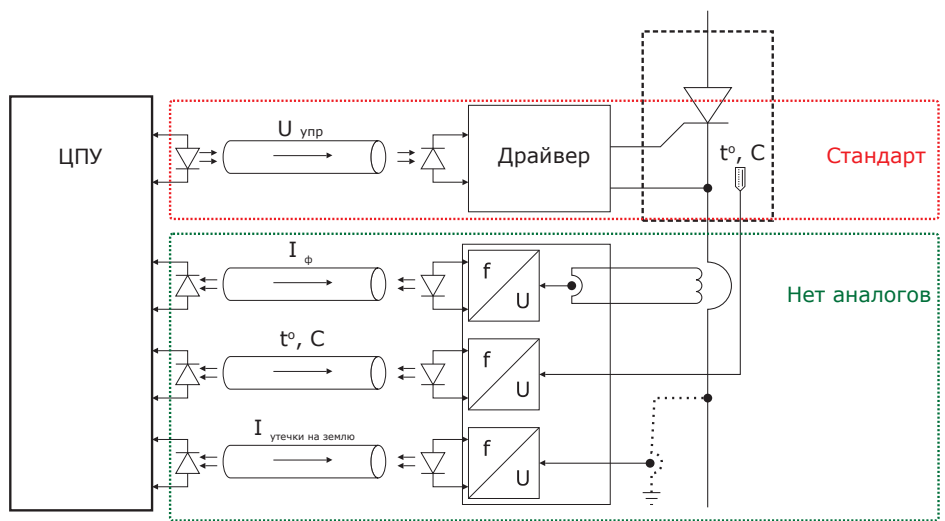 ЦПУ
U упр
Драйвер
t°, C
Стандарт
I ф
f
U
Нет аналогов
t°, C
f
U
I утечки на землю
f
U